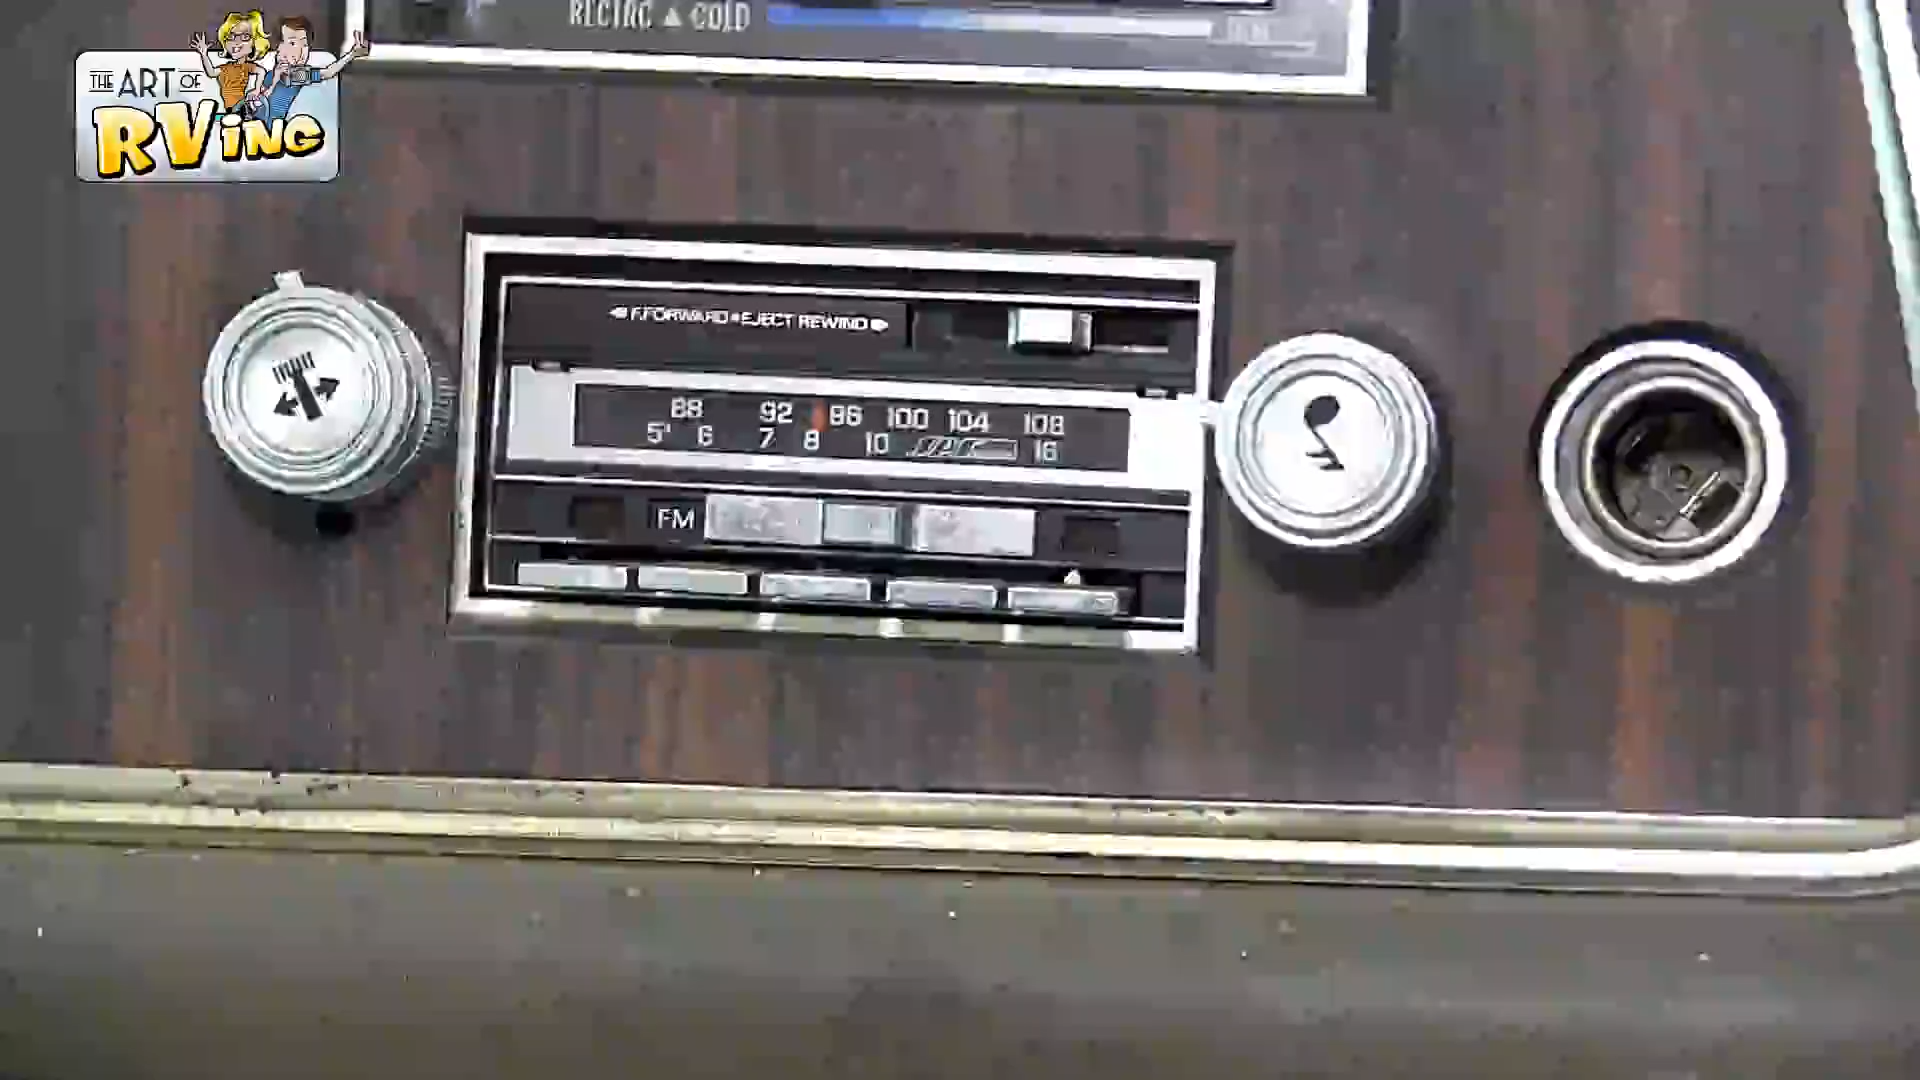 RECIRC ▲ COLD
THE ART OF
RVING
◄ F.FORWARD•EJECT REWIND ►
88 92 96 100 104 108
5' 6 7 8 10 16
FM